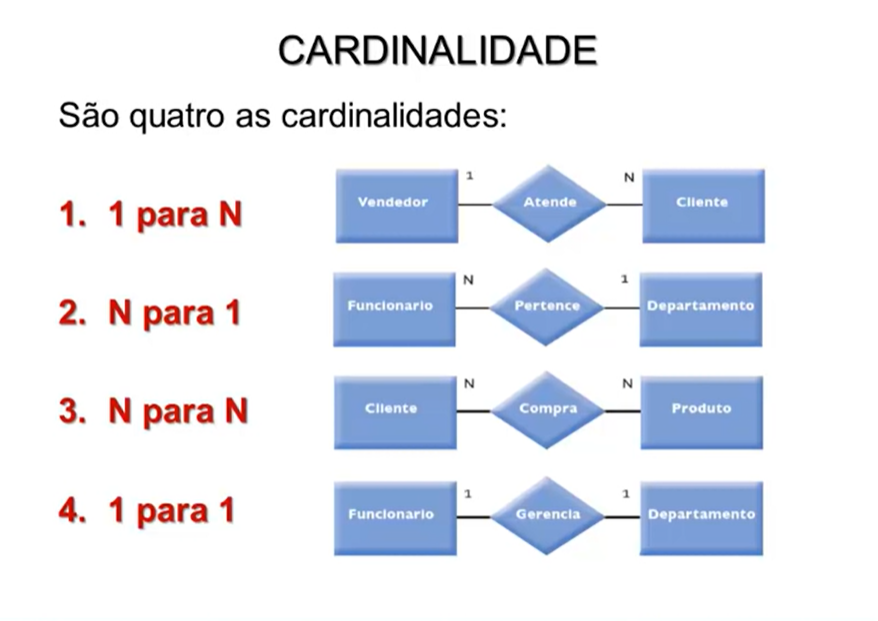 CARDINALIDADE
São quatro as cardinalidades:
1. 1 para N
Vendedor 1 Atende N Cliente
2. N para 1
Funcionario N Pertence 1 Departamento
3. N para N
Cliente N Compra N Produto
4. 1 para 1
Funcionario 1 Gerencia 1 Departamento